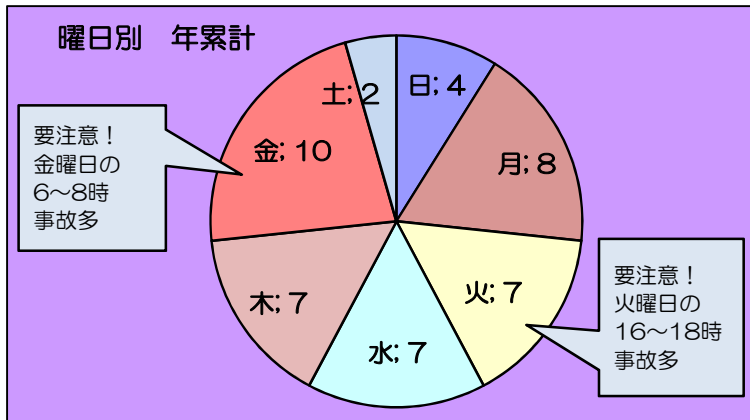 曜日別　年累計
土; 2
日; 4
要注意！
金曜日の
6～8時
事故多
金; 10
月; 8
要注意！
火曜日の
16～18時
事故多
火; 7
木; 7
水; 7